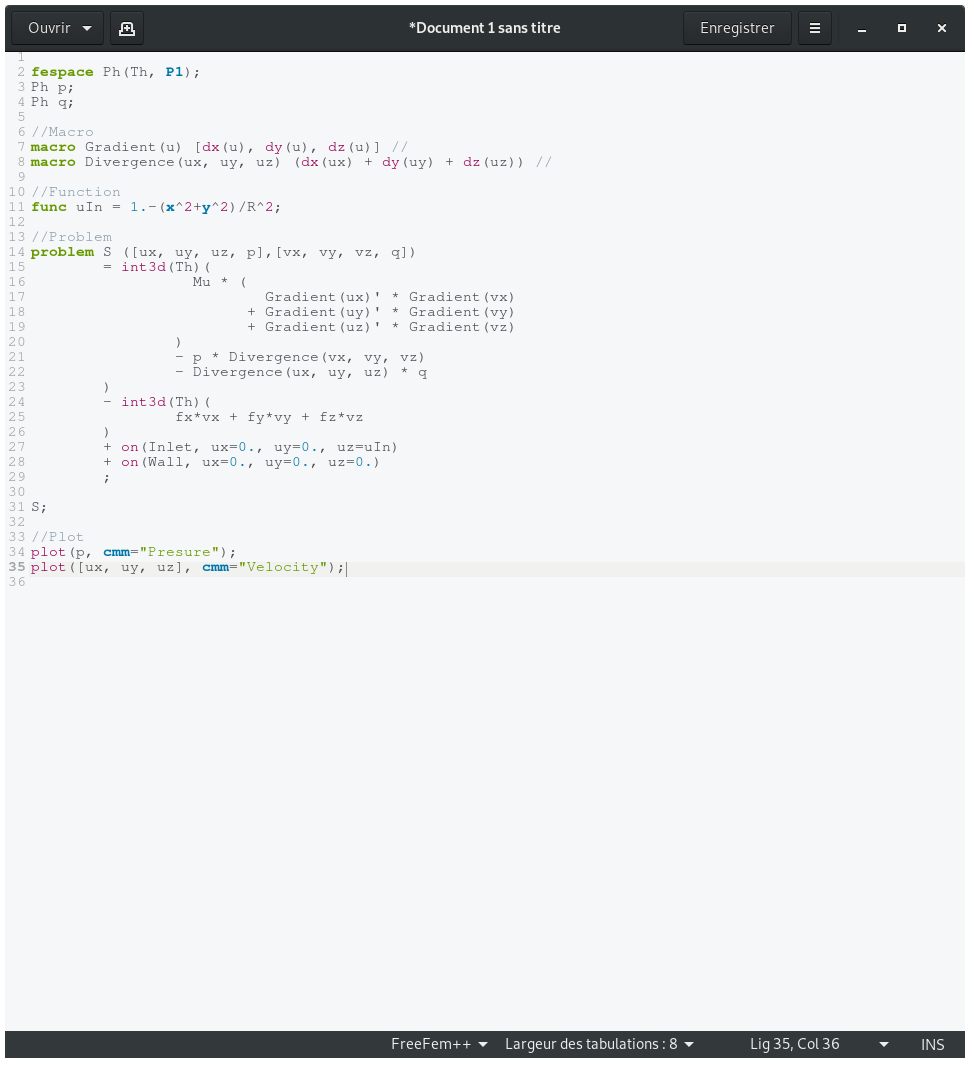 Ouvrir *Document 1 sans titre Enregistrer
1
2 fespace Ph(Th, P1);
3 Ph p;
4 Ph q;
5
6 //Macro
7 macro Gradient(u) [dx(u), dy(u), dz(u)] //
8 macro Divergence(ux, uy, uz) (dx(ux) + dy(uy) + dz(uz)) //
9
10 //Function
11 func uIn = 1.-(x^2+y^2)/R^2;
12
13 //Problem
14 problem S ([ux, uy, uz, p],[vx, vy, vz, q])
15         = int3d(Th)(
16                   Mu * (
17                           Gradient(ux)' * Gradient(vx)
18                         + Gradient(uy)' * Gradient(vy)
19                         + Gradient(uz)' * Gradient(vz)
20                 )
21                 - p * Divergence(vx, vy, vz)
22                 - Divergence(ux, uy, uz) * q
23         )
24         - int3d(Th)(
25                 fx*vx + fy*vy + fz*vz
26         )
27         + on(Inlet, ux=0., uy=0., uz=uIn)
28         + on(Wall, ux=0., uy=0., uz=0.)
29         ;
30
31 S;
32
33 //Plot
34 plot(p, cmm="Presure");
35 plot([ux, uy, uz], cmm="Velocity");
36
FreeFem++ Largeur des tabulations : 8 Lig 35, Col 36 INS